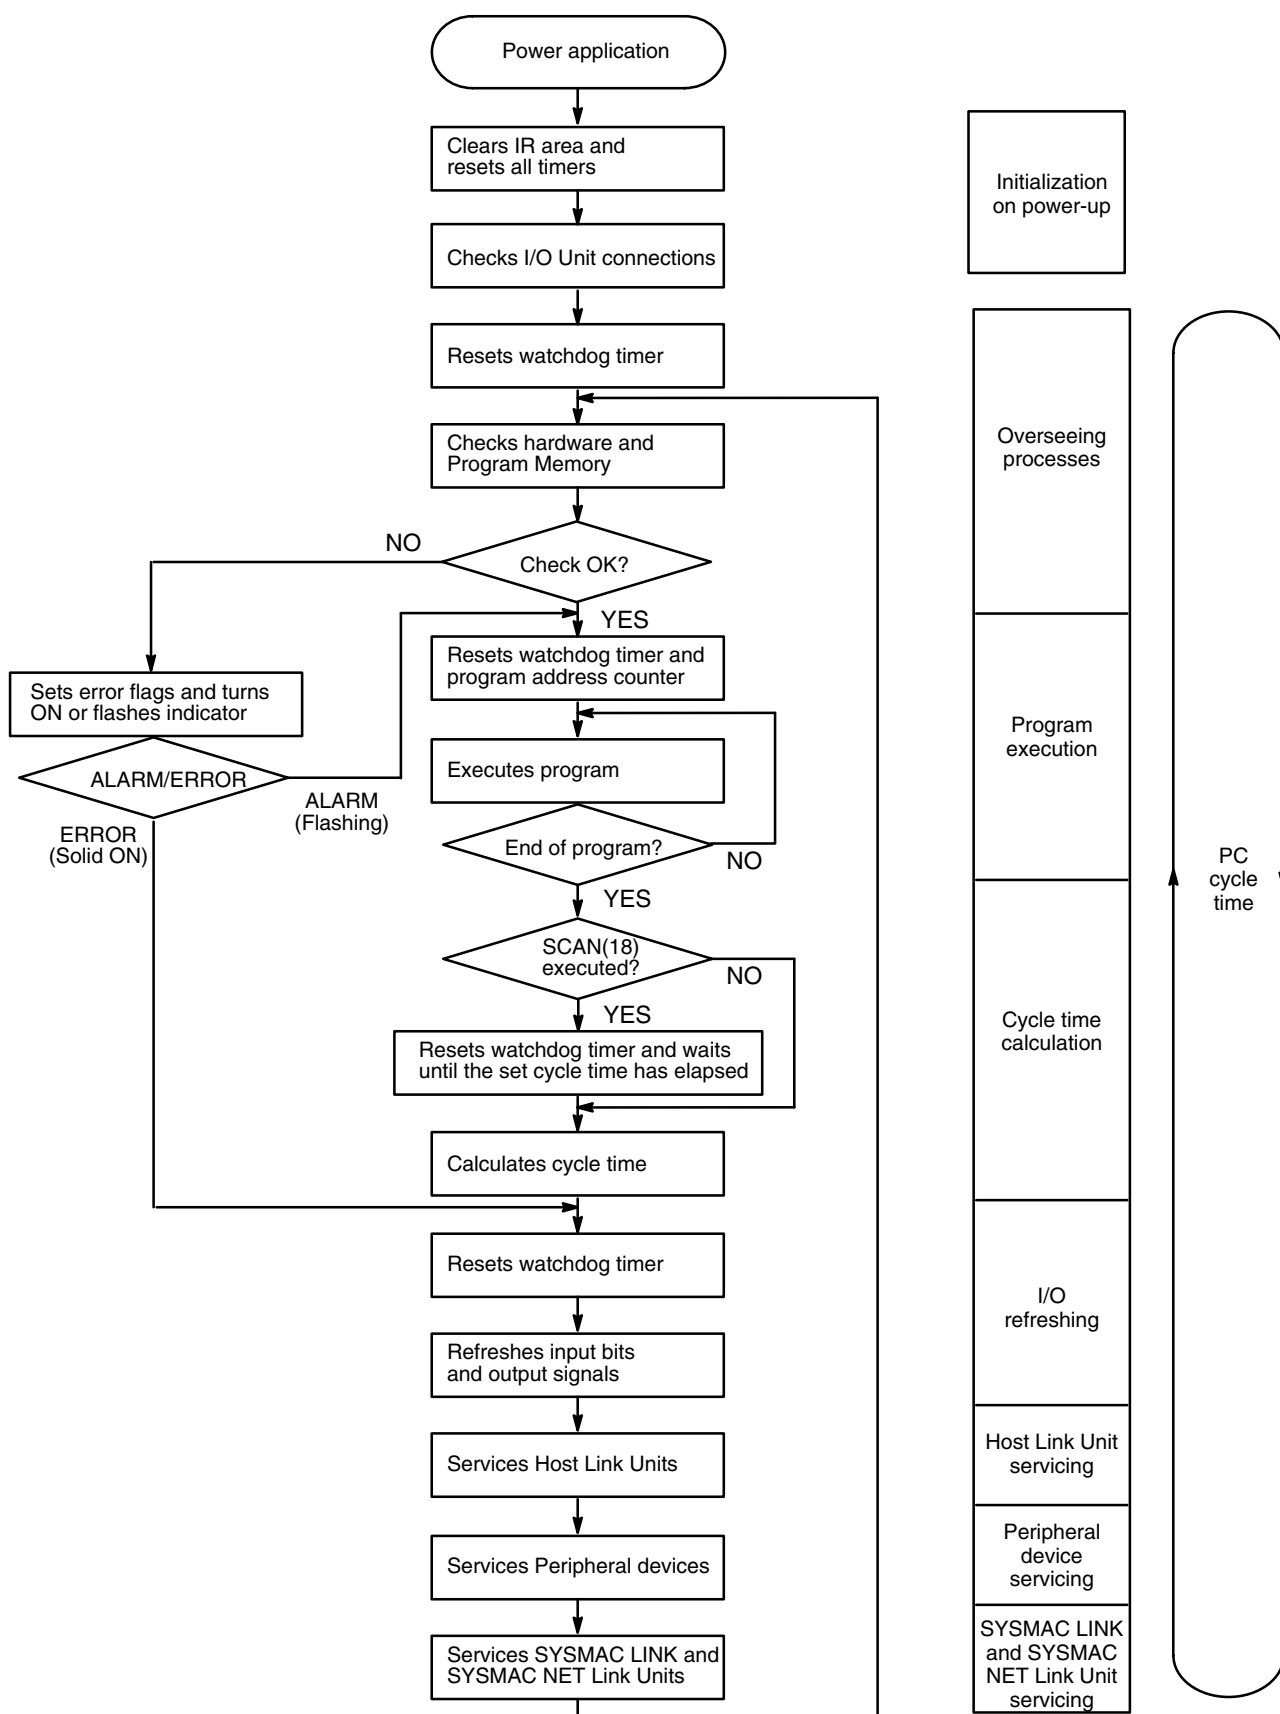 Power application
Clears IR area and
resets all timers
Checks I/O Unit connections
Resets watchdog timer
Checks hardware and
Program Memory
NO
Check OK?
YES
Resets watchdog timer and
program address counter
Sets error flags and turns
ON or flashes indicator
Executes program
ALARM/ERROR
ALARM
(Flashing)
ERROR
(Solid ON)
End of program?
NO
YES
SCAN(18)
executed?
NO
YES
Resets watchdog timer and waits
until the set cycle time has elapsed
Calculates cycle time
Resets watchdog timer
Refreshes input bits
and output signals
Services Host Link Units
Services Peripheral devices
Services SYSMAC LINK and
SYSMAC NET Link Units
Initialization
on power-up
Overseeing
processes
Program
execution
Cycle time
calculation
I/O
refreshing
Host Link Unit
servicing
Peripheral
device
servicing
SYSMAC LINK
and SYSMAC
NET Link Unit
servicing
PC
cycle
time